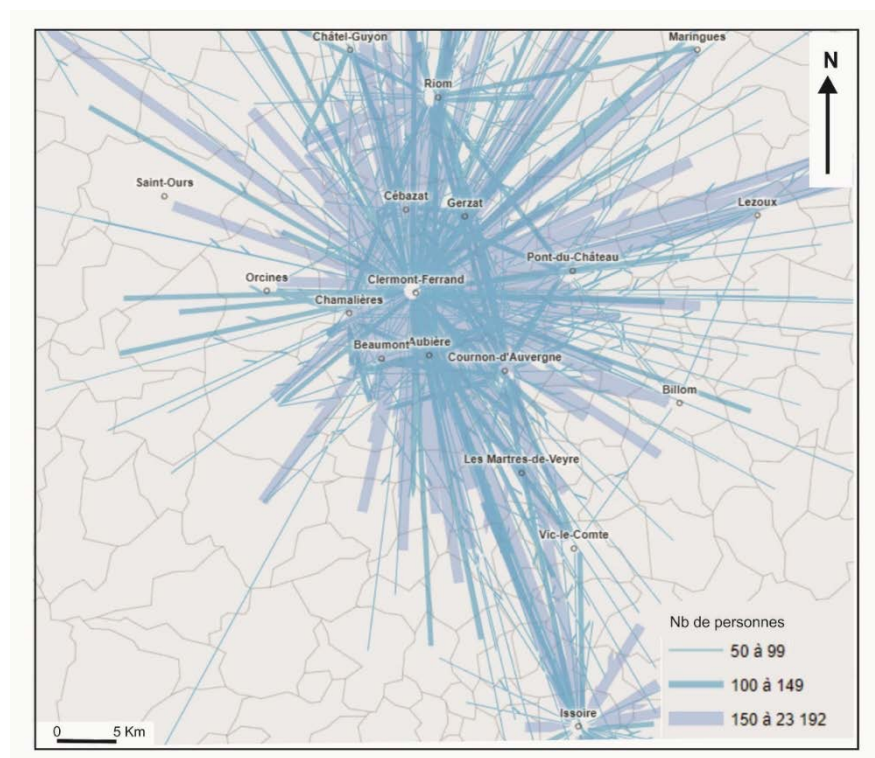 Châtel-Guyon
Maringues
N
Riom
Saint-Ours
Cébazat
Gerzat
Lezoux
Pont-du-Château
Orcines
Clermont-Ferrand
Chamalières
Beaumont
Aubière
Cournon-d'Auvergne
Billom
Les Martres-de-Veyre
Vic-le-Comte
Nb de personnes
50 à 99
100 à 149
150 à 23 192
Issoire
0 5 Km